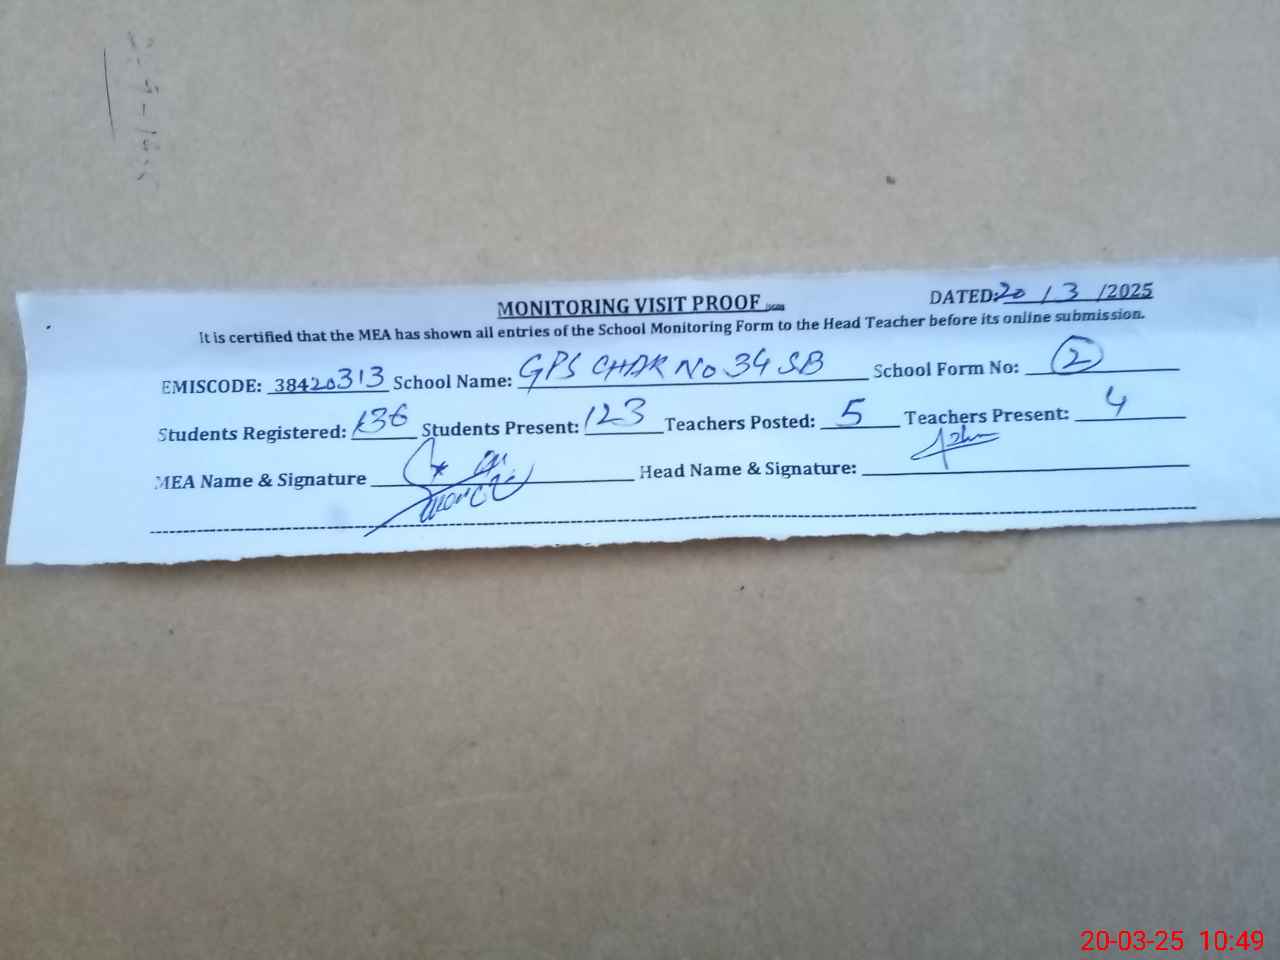 MONITORING VISIT PROOF
DATED: 20 / 3 /2025
It is certified that the MEA has shown all entries of the School Monitoring Form to the Head Teacher before its online submission.
EMISCODE: 38420313 School Name: GPS CHAK No 34 SB School Form No: 2
Students Registered: 136 Students Present: 123 Teachers Posted: 5 Teachers Present: 4
MEA Name & Signature Head Name & Signature:
20-03-25 10:49